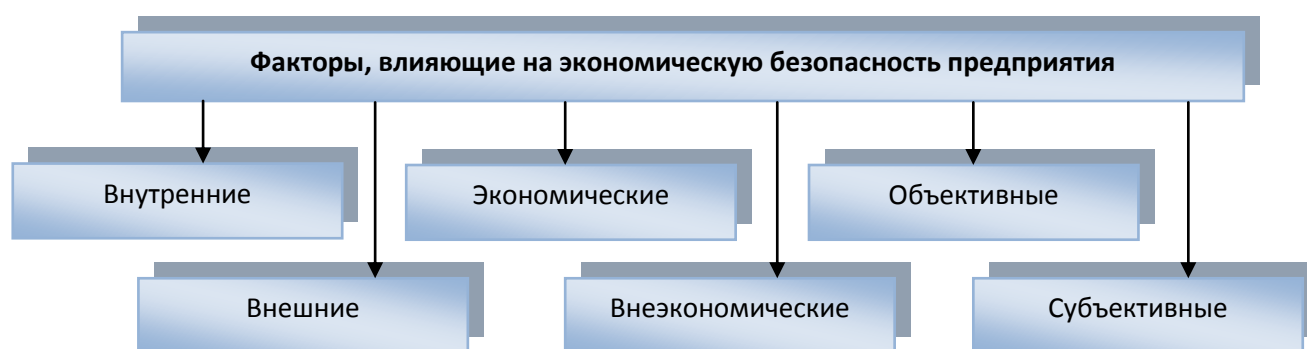 Факторы, влияющие на экономическую безопасность предприятия
Внутренние
Экономические
Объективные
Внешние
Внеэкономические
Субъективные